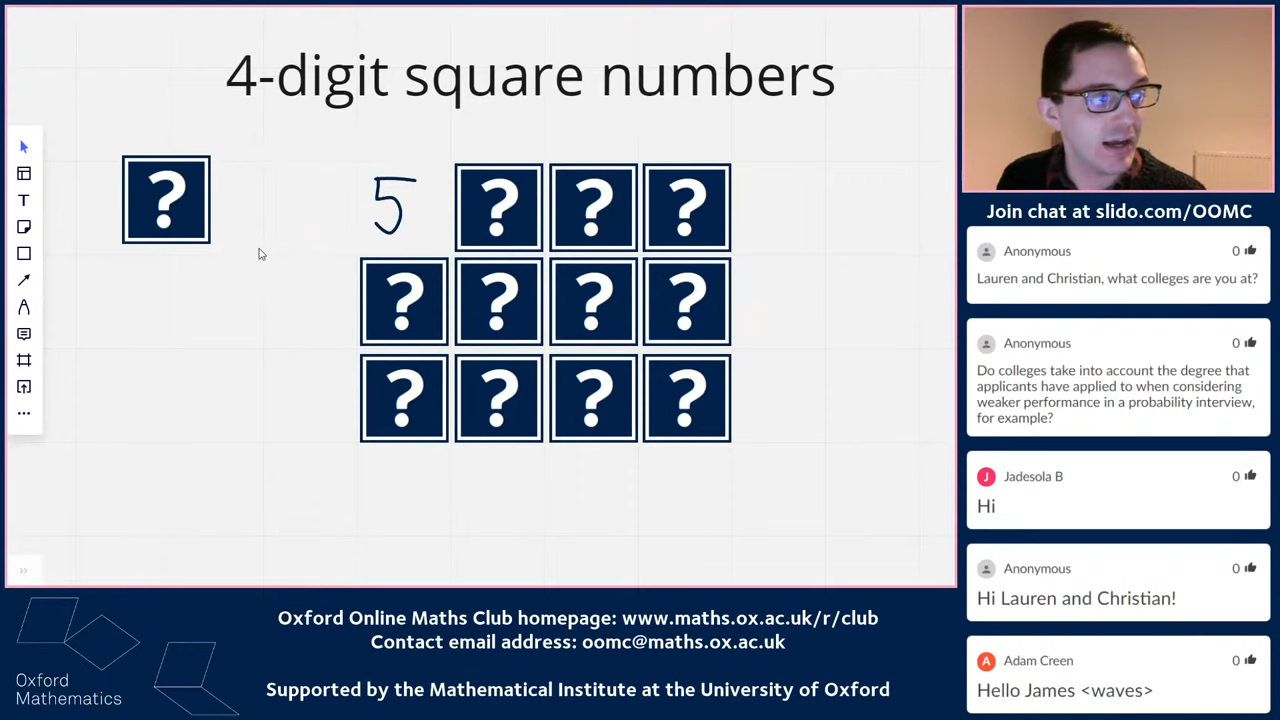 4-digit square numbers
?
5 ? ? ?
? ? ? ?
? ? ? ?
T
Join chat at slido.com/OOMC
Anonymous 0
Lauren and Christian, what colleges are you at?
Anonymous 0
Do colleges take into account the degree that
applicants have applied to when considering
weaker performance in a probability interview,
for example?
J Jadesola B 0
Hi
Anonymous 0
Hi Lauren and Christian!
A Adam Creen 0
Hello James <waves>
Oxford
Mathematics
Oxford Online Maths Club homepage: www.maths.ox.ac.uk/r/club
Contact email address: oomc@maths.ox.ac.uk
Supported by the Mathematical Institute at the University of Oxford